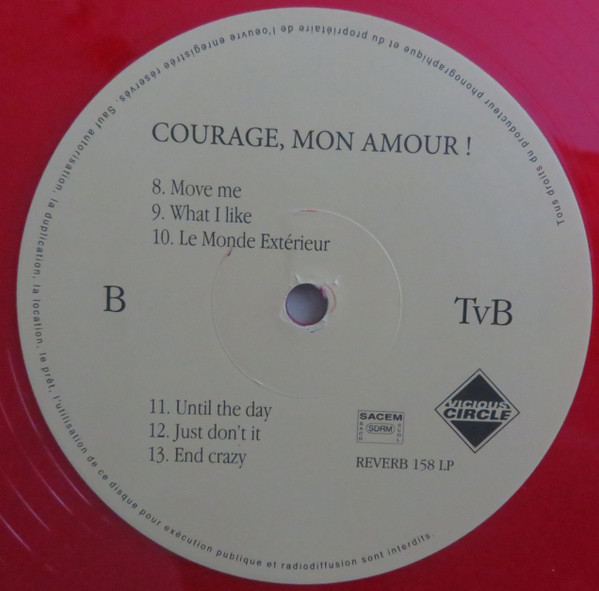 COURAGE, MON AMOUR !
8. Move me
9. What I like
10. Le Monde Extérieur
B
TvB
11. Until the day
12. Just don't it
13. End crazy
SACEM
SDRM
REVERB 158 LP
VICIOUS
CIRCLE
Tous droits du producteur phonographique et du propriétaire de l'oeuvre enregistrée réservés. Sauf autorisation, la duplication, la location, le prêt, l'utilisation de ce disque pour exécution publique et radiodiffusion sont interdits.